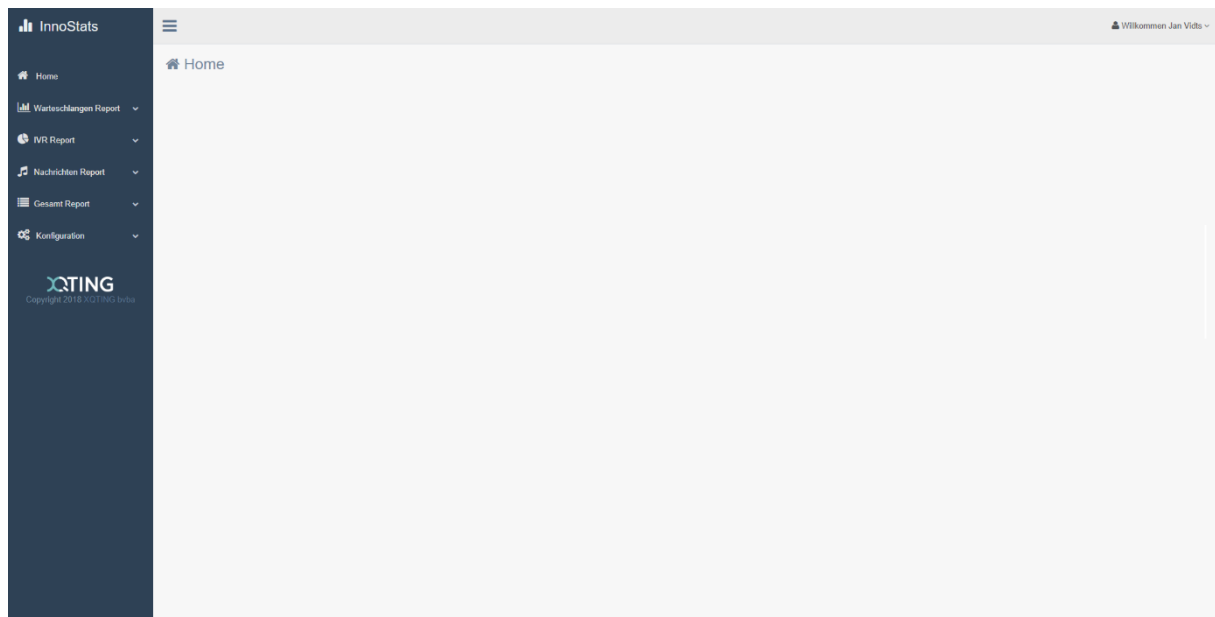 InnoStats
Willkommen Jan Vidts
Home
Home
Warteschlangen Report
IVR Report
Nachrichten Report
Gesamt Report
Konfiguration
XQTING
Copyright 2018 XQTING bvba